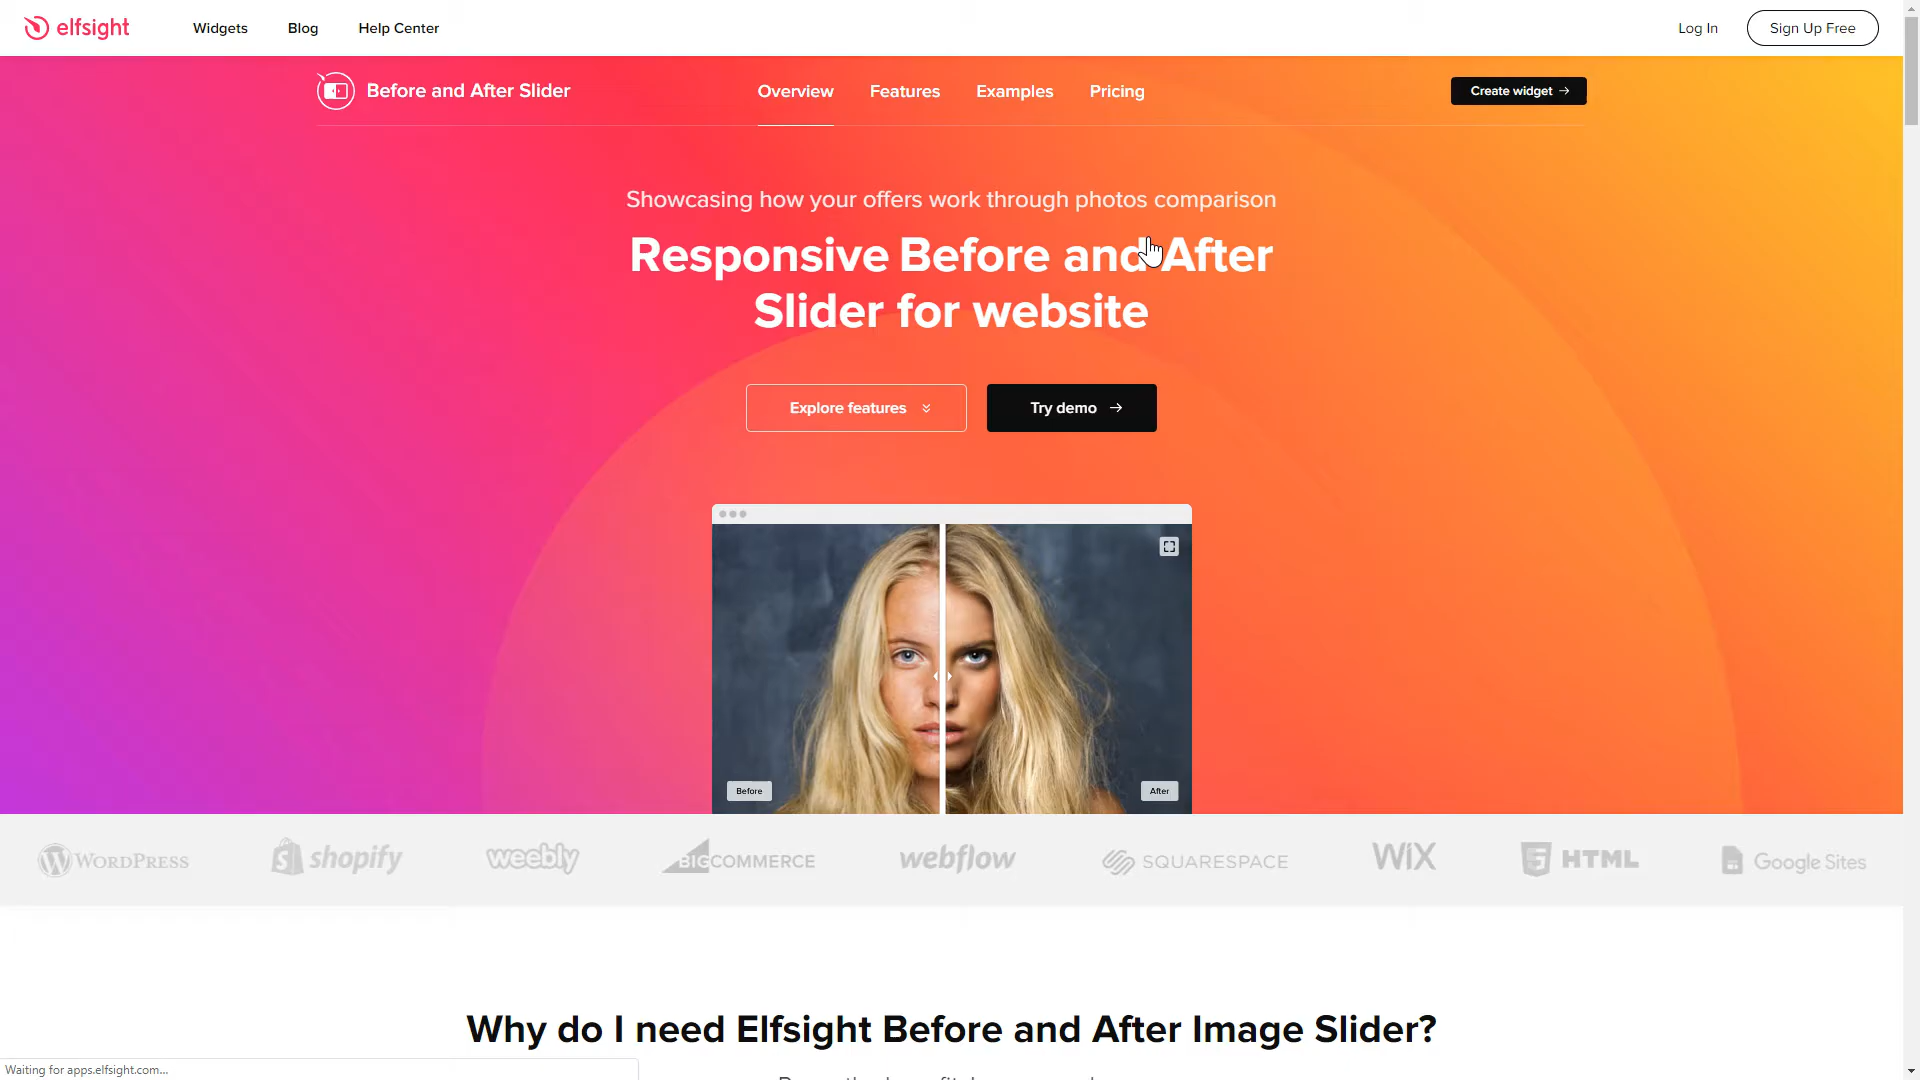 elfsight
Widgets
Blog
Help Center
Log In
Sign Up Free
Before and After Slider
Overview
Features
Examples
Pricing
Create widget
Showcasing how your offers work through photos comparison
Responsive Before and After
Slider for website
Explore features
Try demo
Before
After
WORDPRESS
shopify
weebly
BIGCOMMERCE
webflow
SQUARESPACE
WiX
HTML
Google Sites
Why do I need Elfsight Before and After Image Slider?
Waiting for apps.elfsight.com...